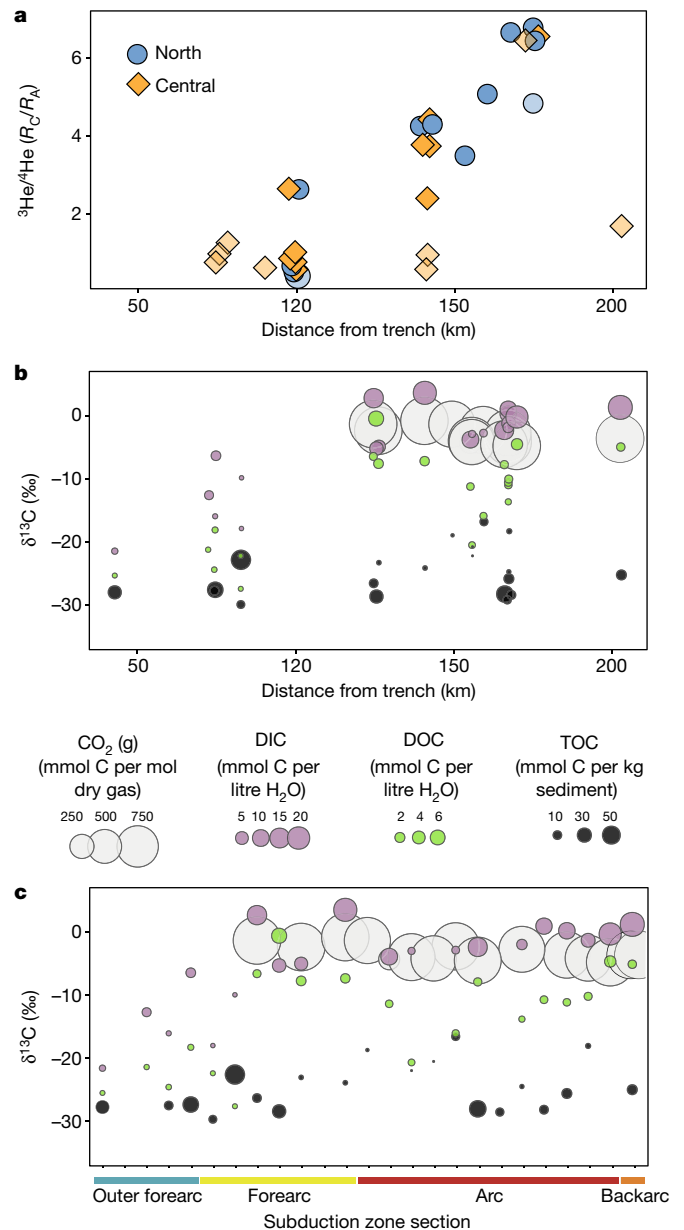 a
6
4
2
³He/⁴He (R_C/R_A)
North
Central
50 120 150 200
Distance from trench (km)
b
0
−10
−20
−30
δ¹³C (‰)
50 120 150 200
Distance from trench (km)
CO₂ (g)
(mmol C per mol
dry gas)
250 500 750
DIC
(mmol C per
litre H₂O)
5 10 15 20
DOC
(mmol C per
litre H₂O)
2 4 6
TOC
(mmol C per kg
sediment)
10 30 50
c
0
−10
−20
−30
δ¹³C (‰)
Outer forearc Forearc Arc Backarc
Subduction zone section